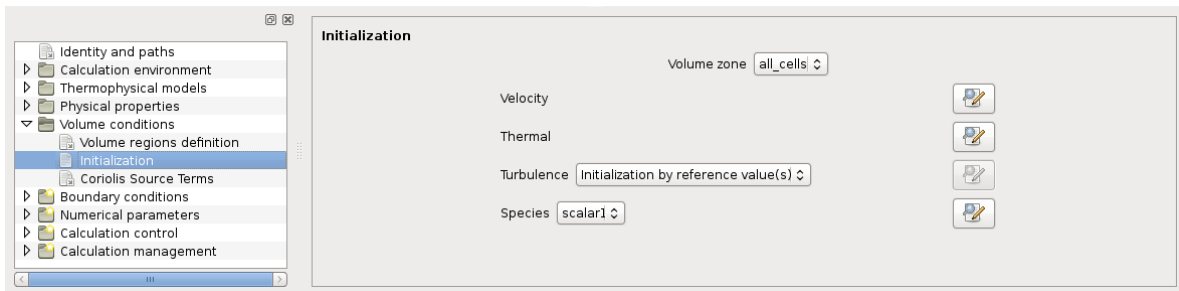 Identity and paths
Calculation environment
Thermophysical models
Physical properties
Volume conditions
Volume regions definition
Initialization
Coriolis Source Terms
Boundary conditions
Numerical parameters
Calculation control
Calculation management
Initialization
Volume zone all_cells
Velocity
Thermal
Turbulence Initialization by reference value(s)
Species scalar1